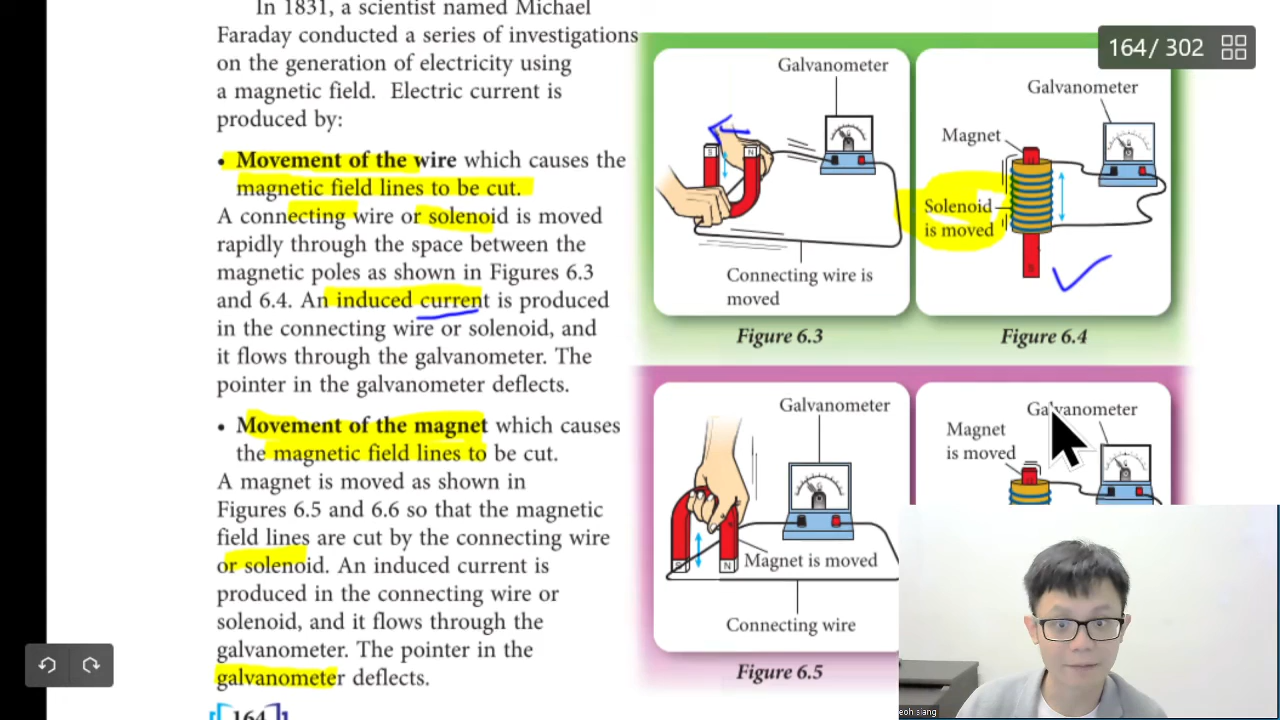 In 1831, a scientist named Michael
Faraday conducted a series of investigations
on the generation of electricity using
a magnetic field. Electric current is
produced by:
• Movement of the wire which causes the
magnetic field lines to be cut.
A connecting wire or solenoid is moved
rapidly through the space between the
magnetic poles as shown in Figures 6.3
and 6.4. An induced current is produced
in the connecting wire or solenoid, and
it flows through the galvanometer. The
pointer in the galvanometer deflects.
• Movement of the magnet which causes
the magnetic field lines to be cut.
A magnet is moved as shown in
Figures 6.5 and 6.6 so that the magnetic
field lines are cut by the connecting wire
or solenoid. An induced current is
produced in the connecting wire or
solenoid, and it flows through the
galvanometer. The pointer in the
galvanometer deflects.
164
164/ 302
Galvanometer
S
N
G
Connecting wire is
moved
Figure 6.3
Galvanometer
Magnet
Solenoid
is moved
S
Figure 6.4
Galvanometer
G
N
Magnet is moved
Connecting wire
Figure 6.5
Galvanometer
Magnet
is moved
eoh siang